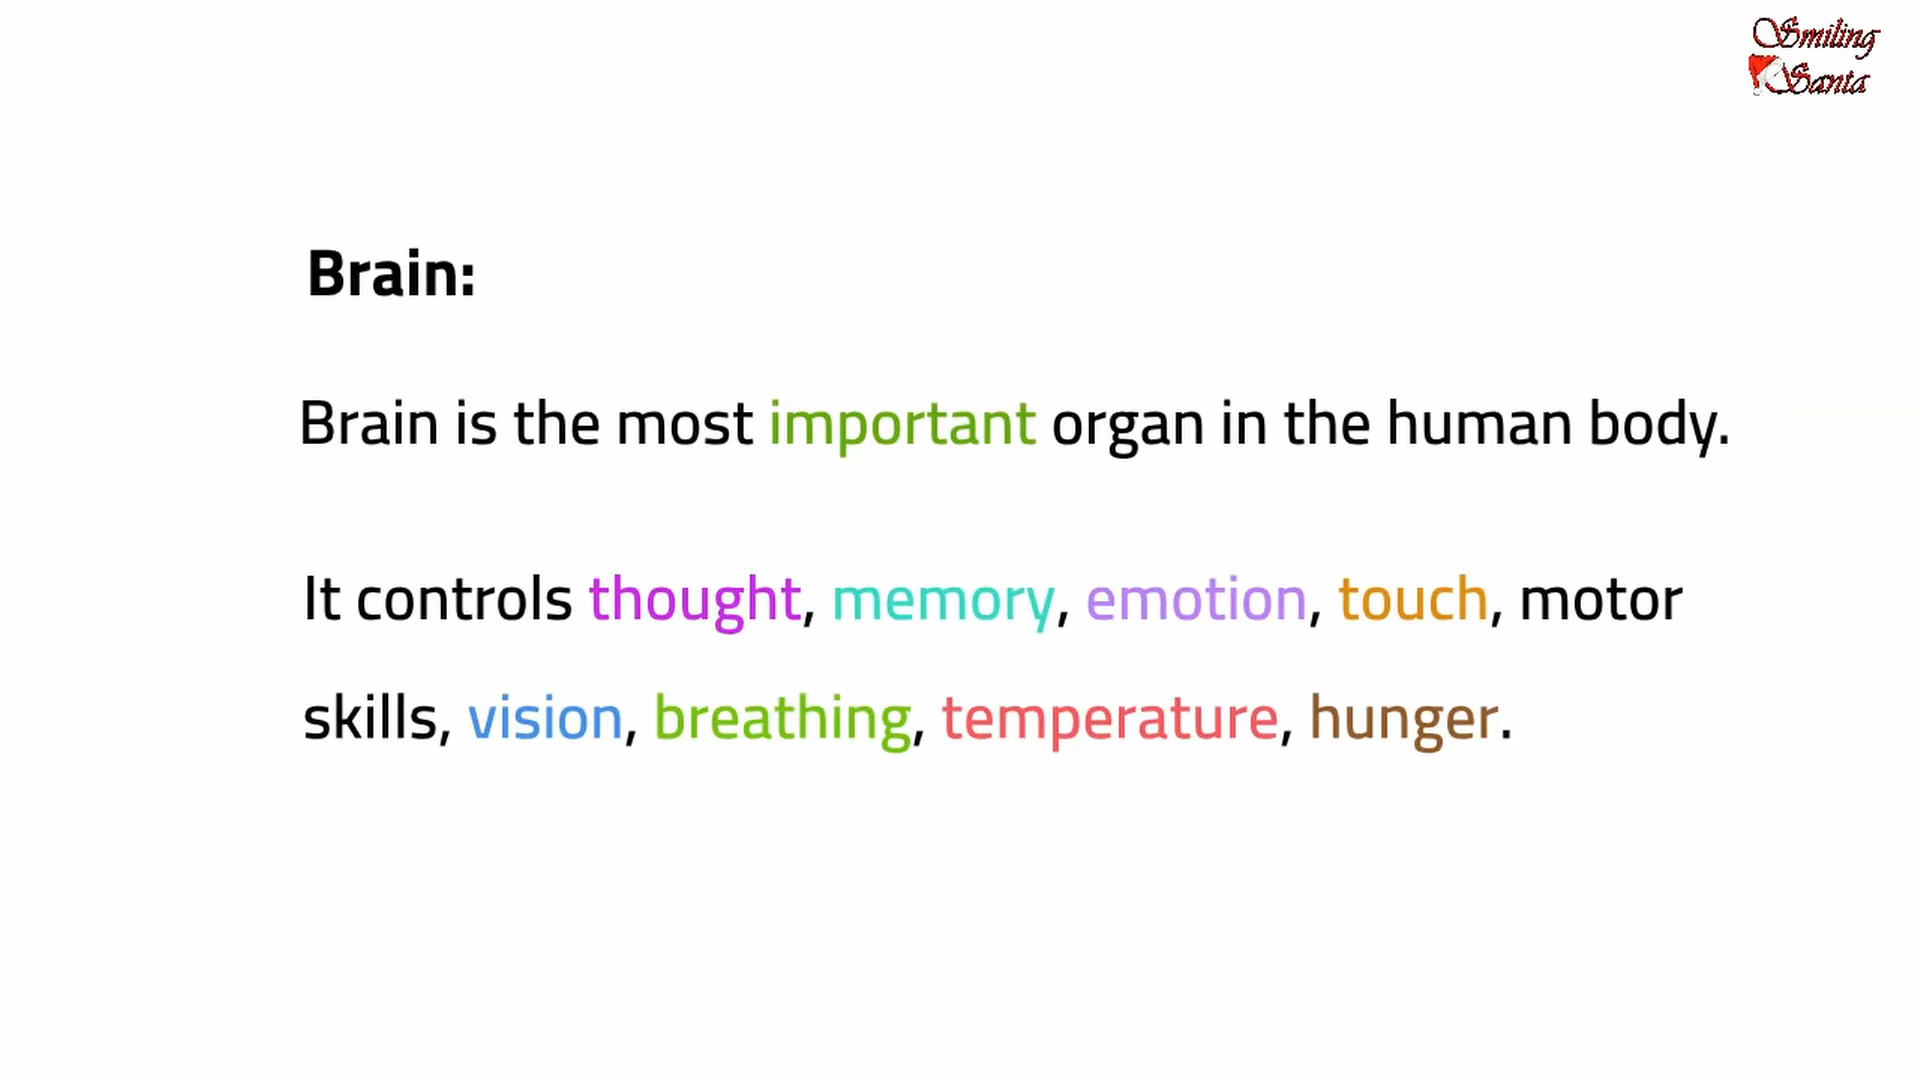 Smiling
Santa
Brain:
Brain is the most important organ in the human body.
It controls thought, memory, emotion, touch, motor
skills, vision, breathing, temperature, hunger.